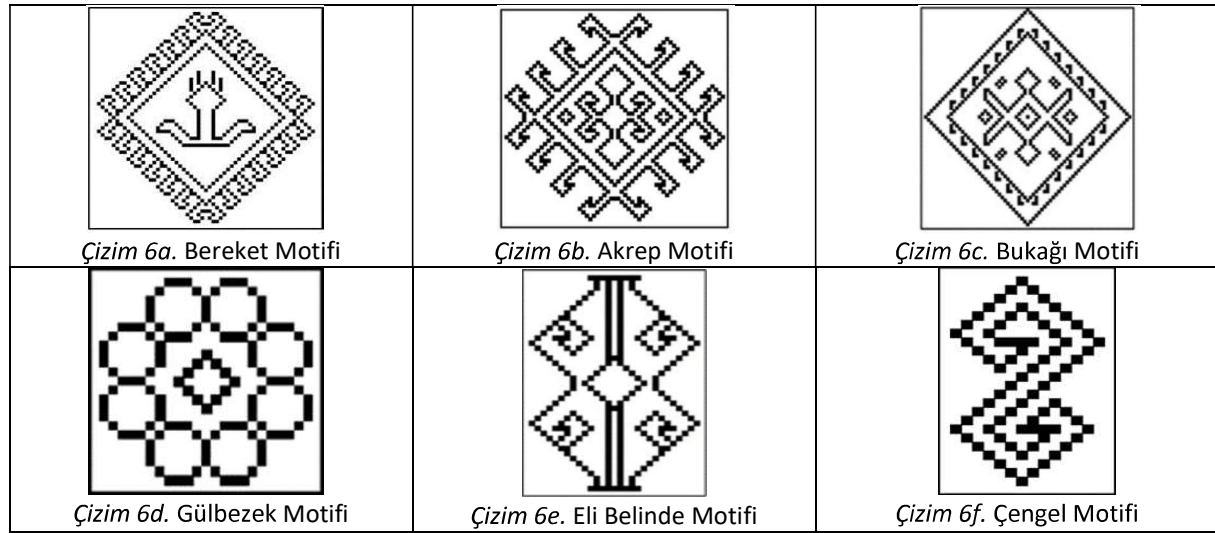 Çizim 6a. Bereket Motifi
Çizim 6b. Akrep Motifi
Çizim 6c. Bukağı Motifi
Çizim 6d. Gülbezek Motifi
Çizim 6e. Eli Belinde Motifi
Çizim 6f. Çengel Motifi